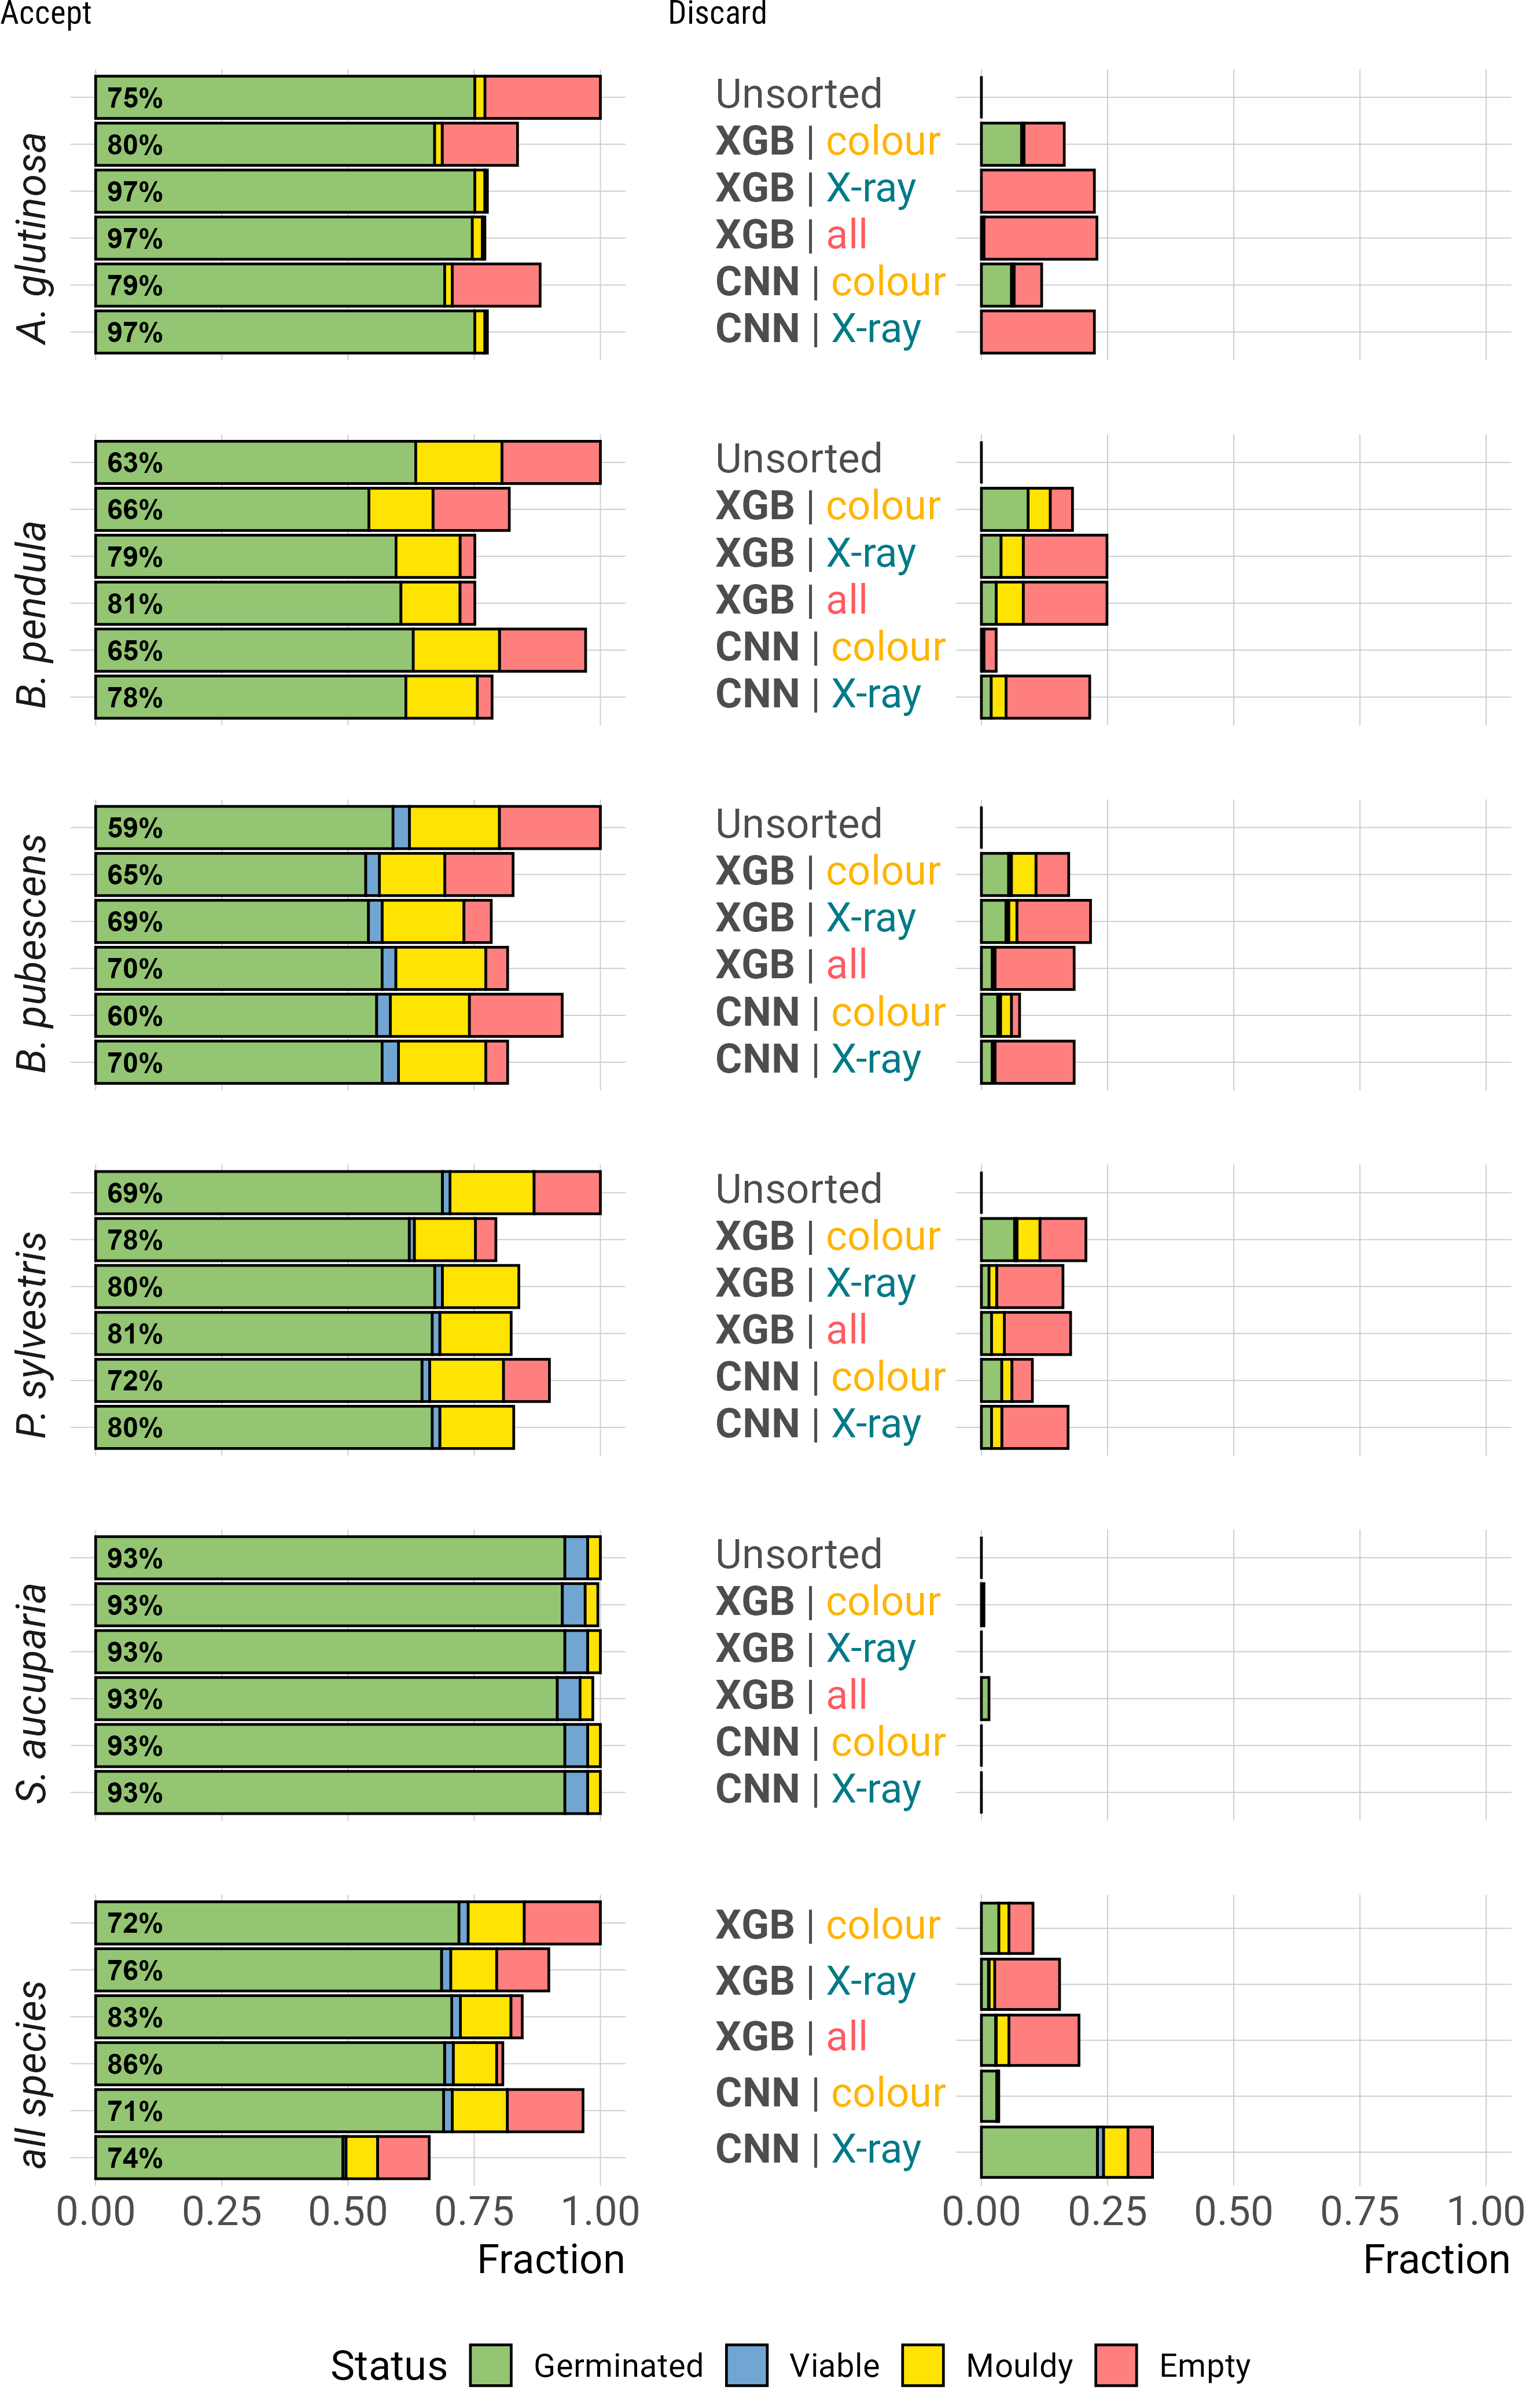 Accept Discard
A. glutinosa
75% Unsorted
80% XGB | colour
97% XGB | X-ray
97% XGB | all
79% CNN | colour
97% CNN | X-ray
B. pendula
63% Unsorted
66% XGB | colour
79% XGB | X-ray
81% XGB | all
65% CNN | colour
78% CNN | X-ray
B. pubescens
59% Unsorted
65% XGB | colour
69% XGB | X-ray
70% XGB | all
60% CNN | colour
70% CNN | X-ray
P. sylvestris
69% Unsorted
78% XGB | colour
80% XGB | X-ray
81% XGB | all
72% CNN | colour
80% CNN | X-ray
S. aucuparia
93% Unsorted
93% XGB | colour
93% XGB | X-ray
93% XGB | all
93% CNN | colour
93% CNN | X-ray
all species
72%
76% XGB | colour
83% XGB | X-ray
86% XGB | all
71% CNN | colour
74% CNN | X-ray
0.00 0.25 0.50 0.75 1.00 0.00 0.25 0.50 0.75 1.00
Fraction Fraction
Status Germinated Viable Mouldy Empty